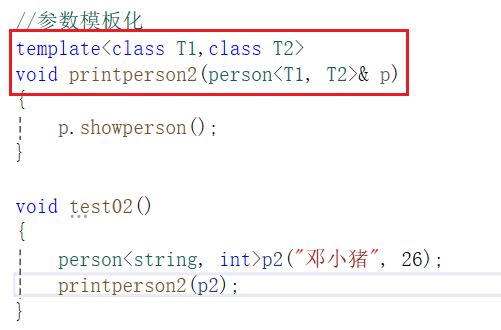 //参数模板化
template<class T1,class T2>
void printperson2(person<T1, T2>& p)
{
    p.showperson();
}
void test02()
{
    person<string, int>p2("邓小猪", 26);
    printperson2(p2);